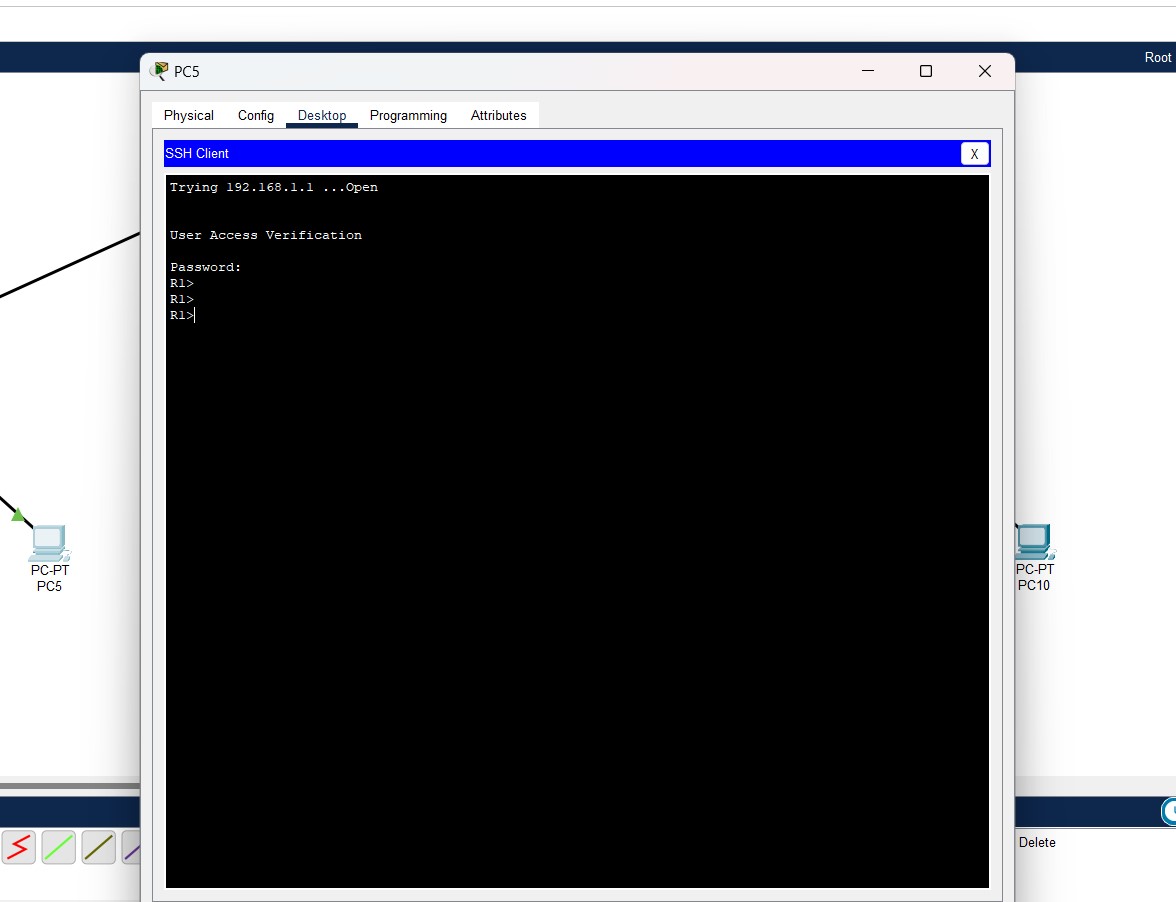 Root
PC5
Physical
Config
Desktop
Programming
Attributes
SSH Client
X
Trying 192.168.1.1 ...Open
User Access Verification
Password:
R1>
R1>
R1>
PC-PT
PC5
PC-PT
PC10
Delete